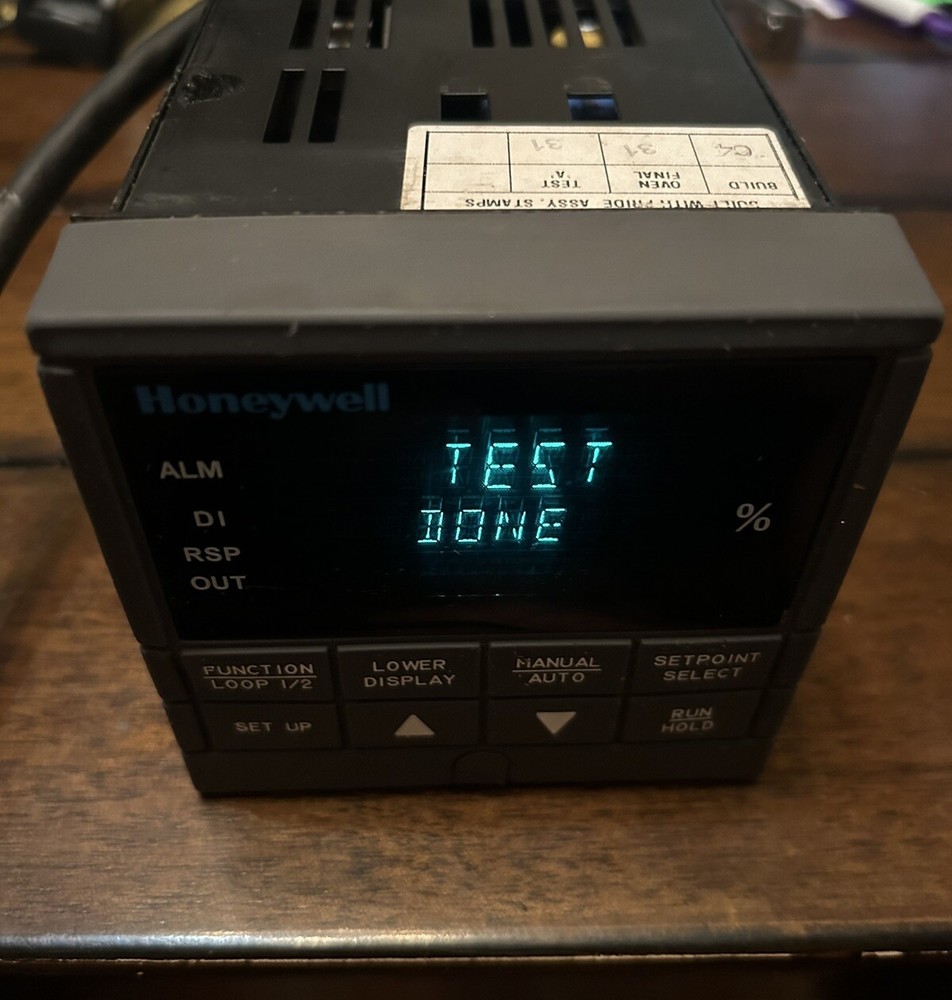 BUILT WITH PRIDE ASSY. STAMPS
BUILD OVEN FINAL TEST 'A'
C4 31 31
Honeywell
TEST
ALM
DONE
DI
%
RSP
OUT
FUNCTION LOWER MANUAL SETPOINT
LOOP 1/2 DISPLAY AUTO SELECT
SET UP ▲ ▼ RUN
HOLD